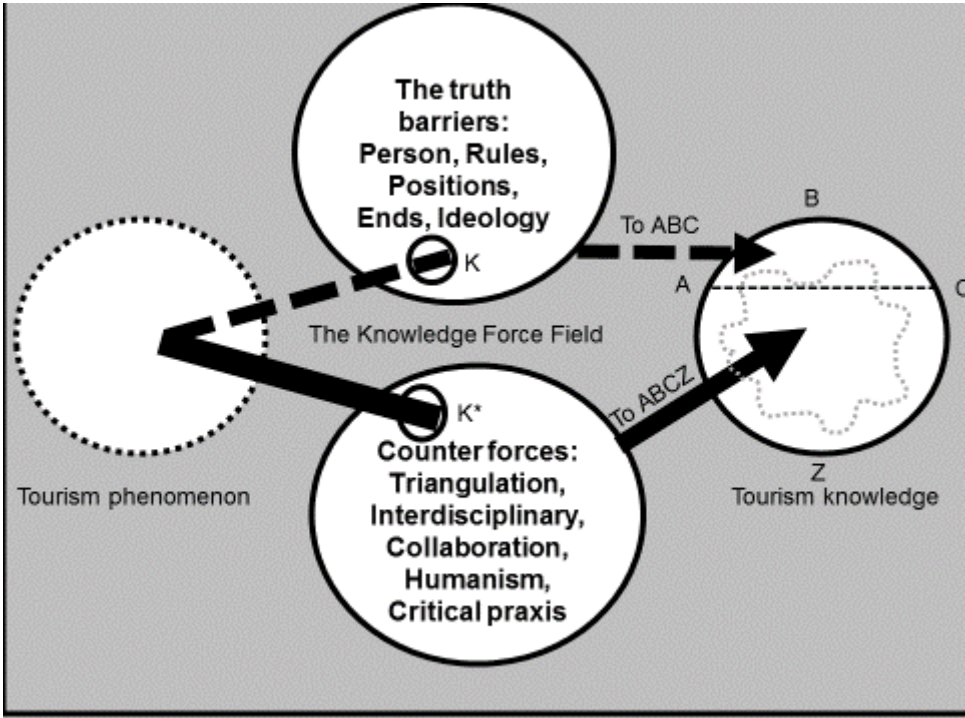 The truth
barriers:
Person, Rules,
Positions,
Ends, Ideology
K
To ABC
B
A
C
The Knowledge Force Field
K*
To ABCZ
Counter forces:
Triangulation,
Interdisciplinary,
Collaboration,
Humanism,
Critical praxis
Tourism phenomenon
Z
Tourism knowledge